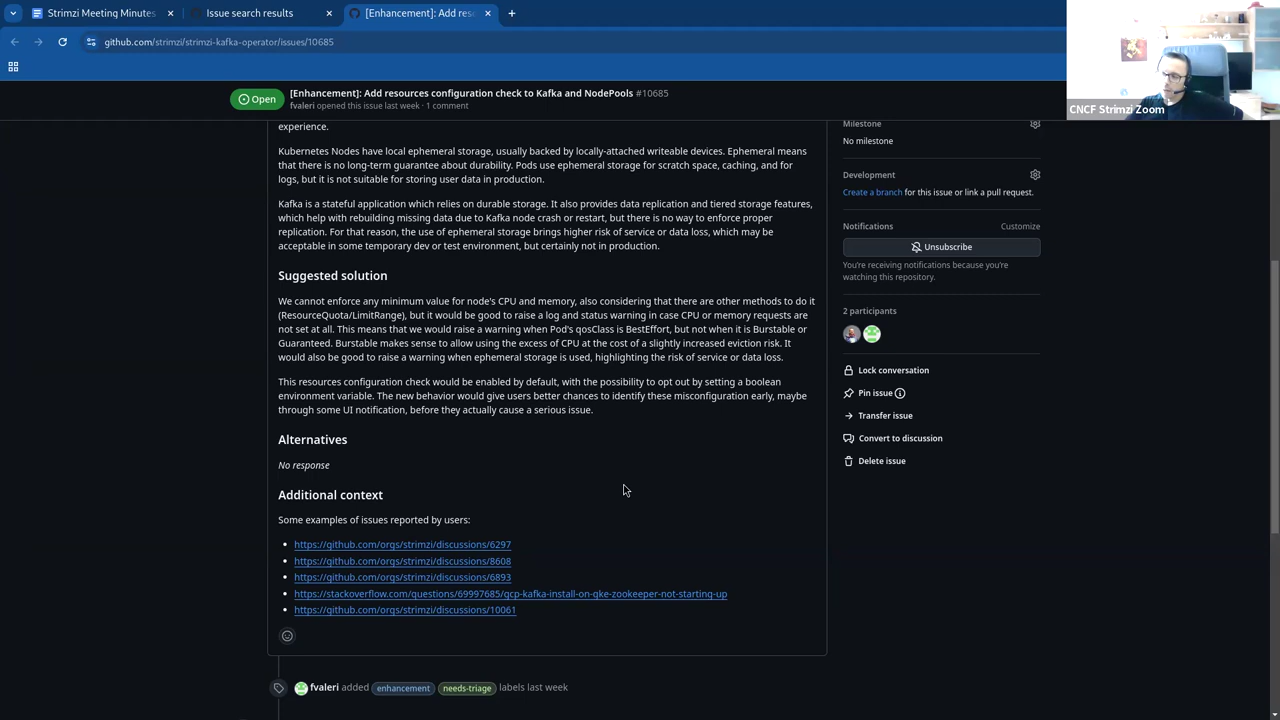 Strimzi Meeting Minutes
Issue search results
[Enhancement]: Add res
github.com/strimzi/strimzi-kafka-operator/issues/10685
CNCF Strimzi Zoom
Open
[Enhancement]: Add resources configuration check to Kafka and NodePools #10685
fvaleri opened this issue last week · 1 comment
experience.
Kubernetes Nodes have local ephemeral storage, usually backed by locally-attached writeable devices. Ephemeral means
that there is no long-term guarantee about durability. Pods use ephemeral storage for scratch space, caching, and for
logs, but it is not suitable for storing user data in production.
Kafka is a stateful application which relies on durable storage. It also provides data replication and tiered storage features,
which help with rebuilding missing data due to Kafka node crash or restart, but there is no way to enforce proper
replication. For that reason, the use of ephemeral storage brings higher risk of service or data loss, which may be
acceptable in some temporary dev or test environment, but certainly not in production.
Suggested solution
We cannot enforce any minimum value for node's CPU and memory, also considering that there are other methods to do it
(ResourceQuota/LimitRange), but it would be good to raise a log and status warning in case CPU or memory requests are
not set at all. This means that we would raise a warning when Pod's qosClass is BestEffort, but not when it is Burstable or
Guaranteed. Burstable makes sense to allow using the excess of CPU at the cost of a slightly increased eviction risk. It
would also be good to raise a warning when ephemeral storage is used, highlighting the risk of service or data loss.
This resources configuration check would be enabled by default, with the possibility to opt out by setting a boolean
environment variable. The new behavior would give users better chances to identify these misconfiguration early, maybe
through some UI notification, before they actually cause a serious issue.
Alternatives
No response
Additional context
Some examples of issues reported by users:
https://github.com/orgs/strimzi/discussions/6297
https://github.com/orgs/strimzi/discussions/8608
https://github.com/orgs/strimzi/discussions/6893
https://stackoverflow.com/questions/69997685/gcp-kafka-install-on-gke-zookeeper-not-starting-up
https://github.com/orgs/strimzi/discussions/10061
fvaleri added enhancement needs-triage labels last week
Milestone
No milestone
Development
Create a branch for this issue or link a pull request.
Notifications
Customize
Unsubscribe
You're receiving notifications because you're
watching this repository.
2 participants
Lock conversation
Pin issue
Transfer issue
Convert to discussion
Delete issue